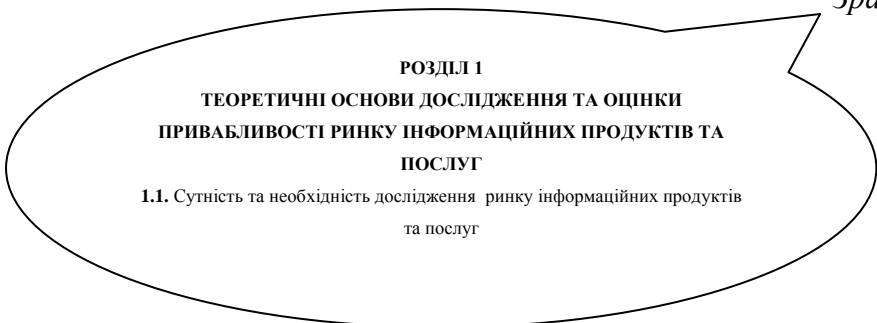 РОЗДІЛ 1
ТЕОРЕТИЧНІ ОСНОВИ ДОСЛІДЖЕННЯ ТА ОЦІНКИ
ПРИВАБЛИВОСТІ РИНКУ ІНФОРМАЦІЙНИХ ПРОДУКТІВ ТА
ПОСЛУГ
1.1. Сутність та необхідність дослідження ринку інформаційних продуктів
та послуг